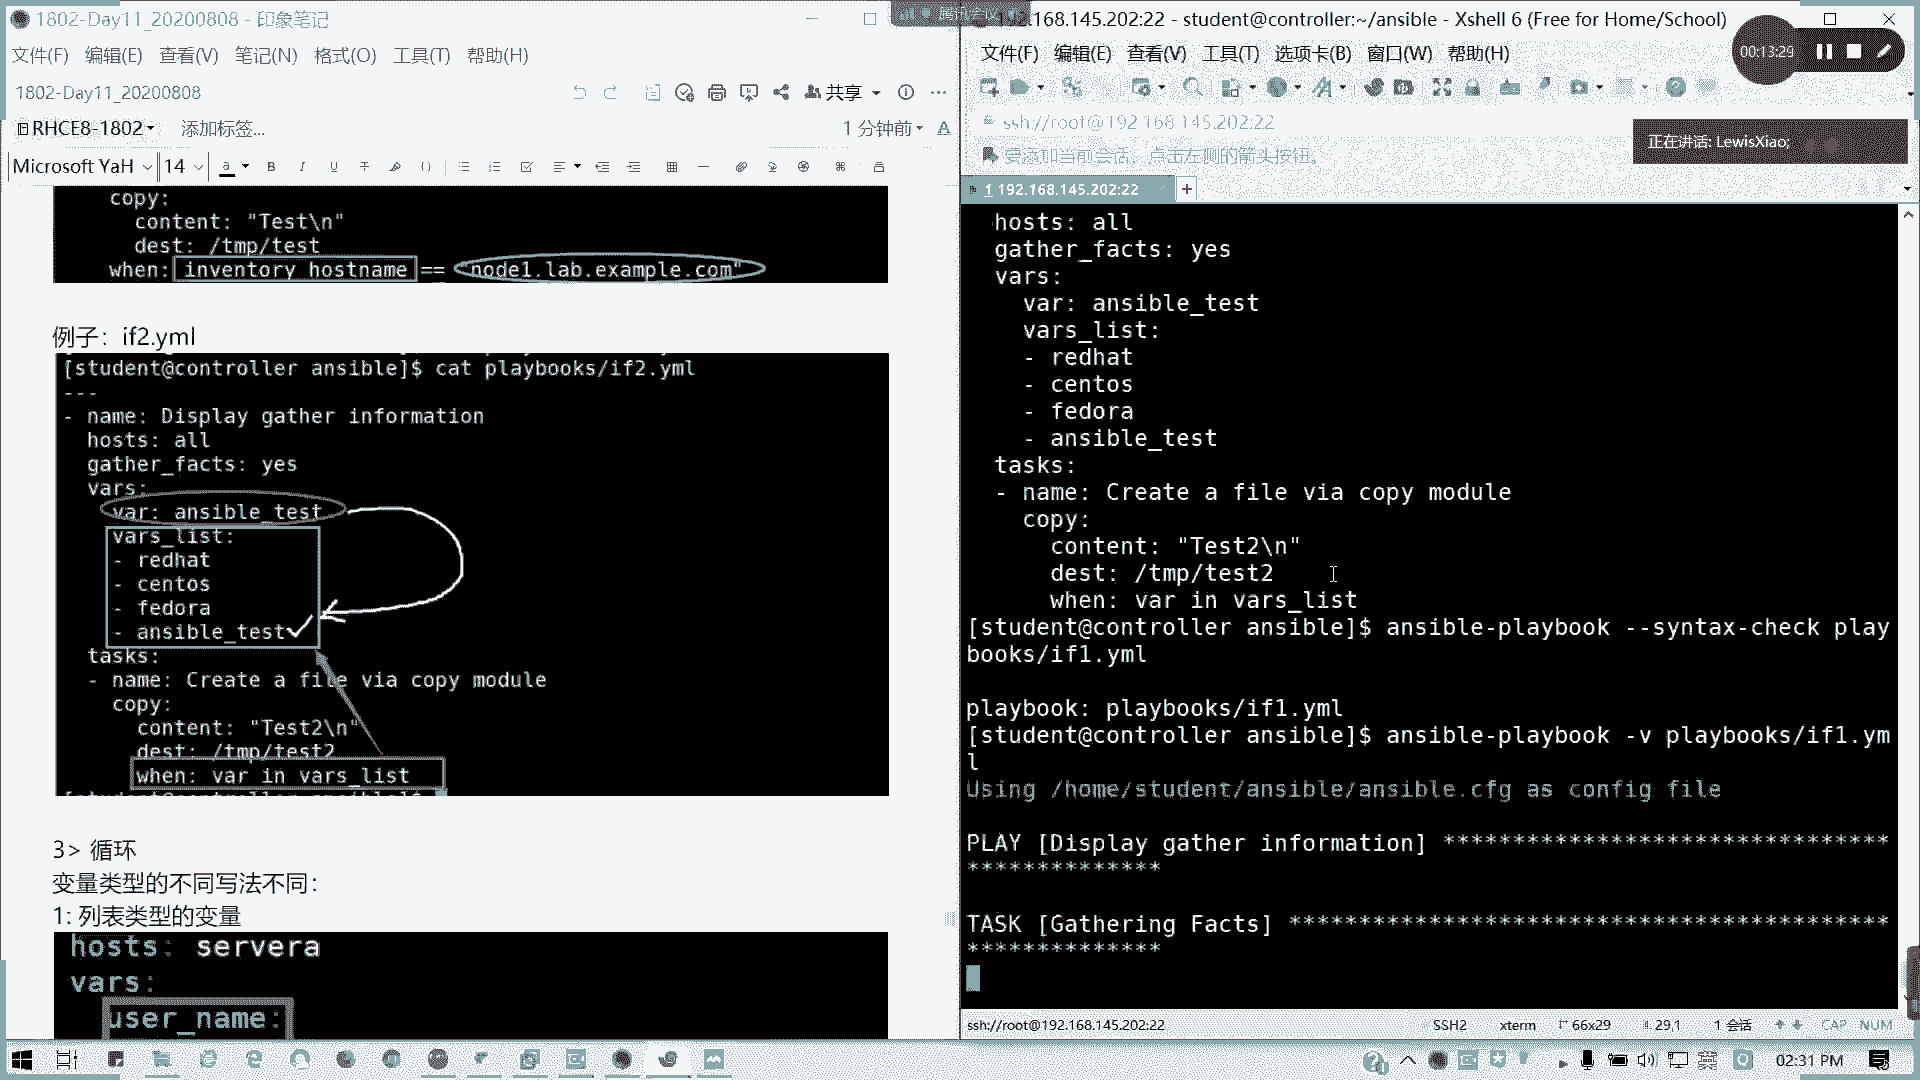 1802-Day11_20200808 - 印象笔记
文件(F) 编辑(E) 查看(V) 笔记(N) 格式(O) 工具(T) 帮助(H)
1802-Day11_20200808
共享
RHCE8-1802
添加标签...
1 分钟前
Microsoft YaH 14
copy:
content: "Test\n"
dest: /tmp/test
when: inventory_hostname == "node1.lab.example.com"
例子：if2.yml
[student@controller ansible]$ cat playbooks/if2.yml
---
- name: Display gather information
hosts: all
gather_facts: yes
vars:
var: ansible_test
vars_list:
- redhat
- centos
- fedora
- ansible_test
tasks:
- name: Create a file via copy module
copy:
content: "Test2\n"
dest: /tmp/test2
when: var in vars_list
3> 循环
变量类型的不同写法不同：
1: 列表类型的变量
hosts: servera
vars:
user_name:
腾讯会议
192.168.145.202:22 - student@controller:~/ansible - Xshell 6 (Free for Home/School)
文件(F) 编辑(E) 查看(V) 工具(T) 选项卡(B) 窗口(W) 帮助(H)
00:13:29
ssh://root@192.168.145.202:22
要添加当前会话，点击左侧的箭头按钮。
正在讲话: LewisXiao;
1 192.168.145.202:22
hosts: all
gather_facts: yes
vars:
var: ansible_test
vars_list:
- redhat
- centos
- fedora
- ansible_test
tasks:
- name: Create a file via copy module
copy:
content: "Test2\n"
dest: /tmp/test2
when: var in vars_list
[student@controller ansible]$ ansible-playbook --syntax-check play
books/if1.yml
playbook: playbooks/if1.yml
[student@controller ansible]$ ansible-playbook -v playbooks/if1.ym
l
Using /home/student/ansible/ansible.cfg as config file
PLAY [Display gather information] ********************************
**************
TASK [Gathering Facts] *******************************************
**************
ssh://root@192.168.145.202:22
SSH2 xterm 66x29 29,1 1 会话 CAP NUM
英
02:31 PM